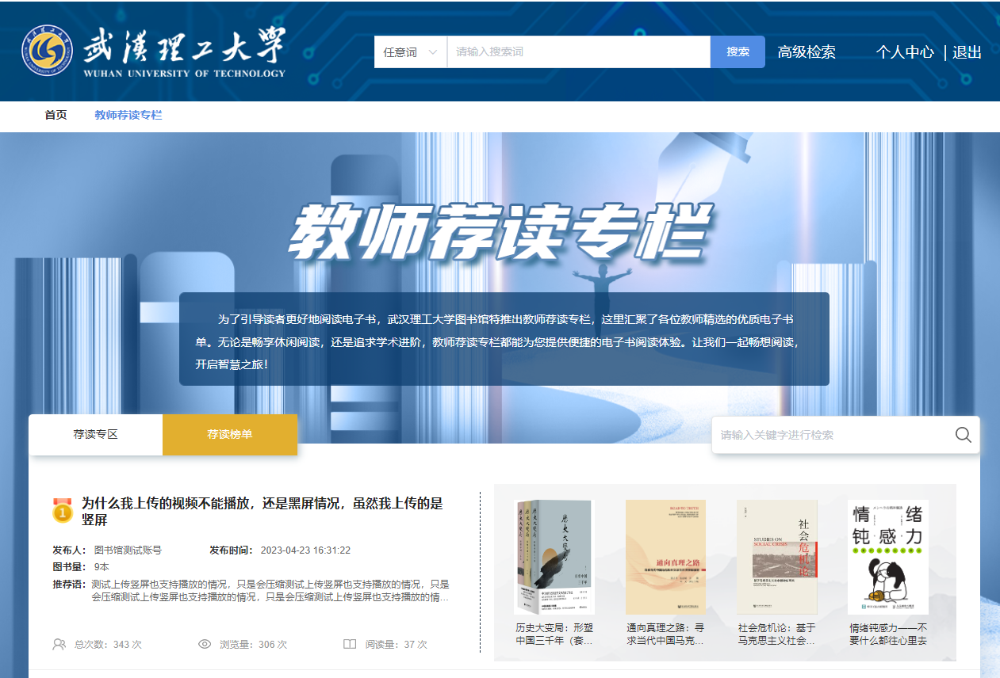 武漢理工大學
WUHAN UNIVERSITY OF TECHNOLOGY
任意词
请输入搜索词
搜索
高级检索
个人中心 | 退出
首页
教师荐读专栏
教师荐读专栏
为了引导读者更好地阅读电子书，武汉理工大学图书馆特推出教师荐读专栏，这里汇聚了各位教师精选的优质电子书
单。无论是畅享休闲阅读，还是追求学术进阶，教师荐读专栏都能为您提供便捷的电子书阅读体验。让我们一起畅想阅读，
开启智慧之旅！
荐读专区
荐读榜单
请输入关键字进行检索
1
为什么我上传的视频不能播放，还是黑屏情况，虽然我上传的是
竖屏
发布人： 图书馆测试账号
发布时间： 2023-04-23 16:31:22
图书量： 9本
推荐语： 测试上传竖屏也支持播放的情况，只是会压缩测试上传竖屏也支持播放的情况，只是
会压缩测试上传竖屏也支持播放的情况，只是会压缩测试上传竖屏也支持播放的情…
总次数：343 次
浏览量：306 次
阅读量：37 次
历史大变局
通向真理之路
STUDIES ON
SOCIAL CRISIS
社会危机论
情绪
钝·感·力
历史大变局：形塑
中国三千年（套…
通向真理之路：寻
求当代中国马克…
社会危机论：基于
马克思主义社会…
情绪钝感力——不
要什么都往心里去